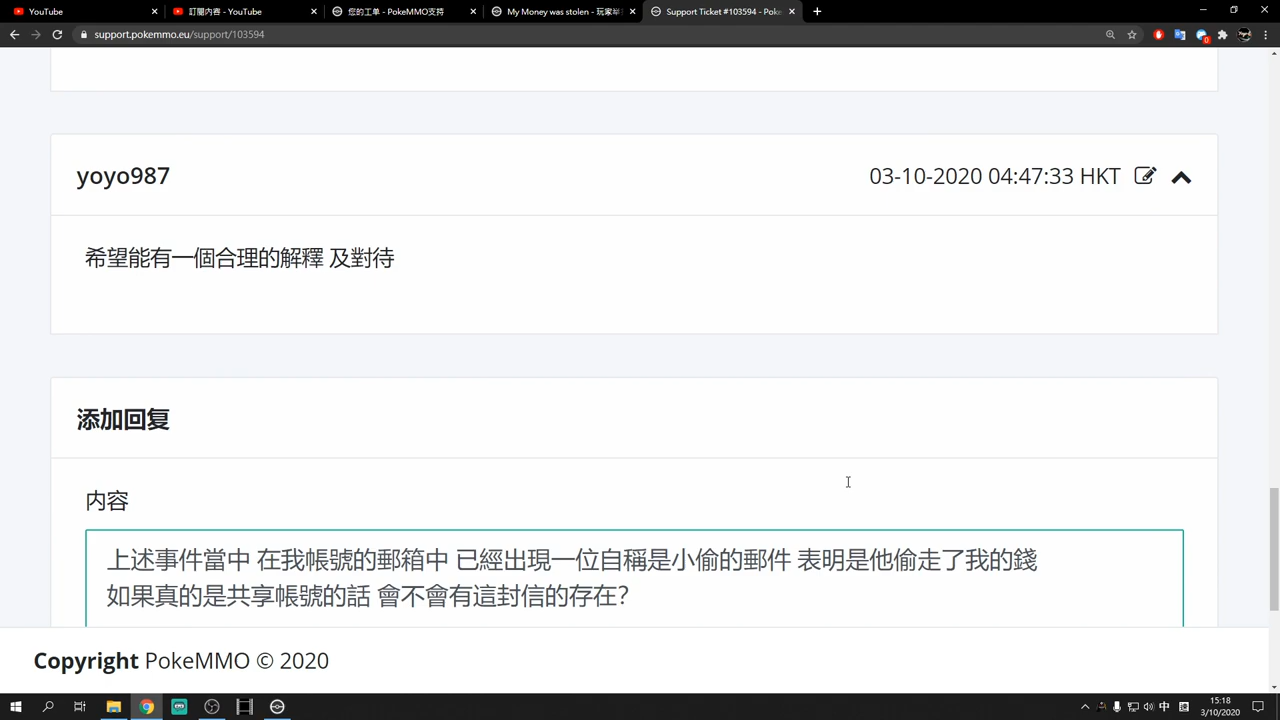 YouTube
訂閱內容 - YouTube
您的工单 - PokeMMO支持
My Money was stolen - 玩家举
Support Ticket #103594 - Poke
support.pokemmo.eu/support/103594
yoyo987
03-10-2020 04:47:33 HKT
希望能有一個合理的解釋 及對待
添加回复
内容
上述事件當中 在我帳號的郵箱中 已經出現一位自稱是小偷的郵件 表明是他偷走了我的錢
如果真的是共享帳號的話 會不會有這封信的存在?
Copyright PokeMMO © 2020
中
15:18
3/10/2020